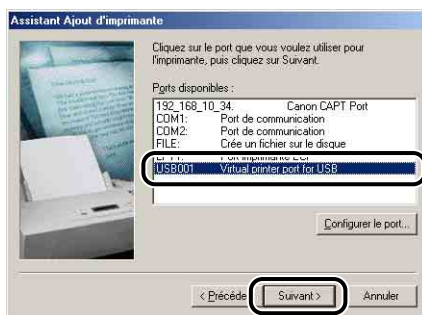 Assistant Ajout d'imprimante
Cliquez sur le port que vous voulez utiliser pour
l'imprimante, puis cliquez sur Suivant.
Ports disponibles :
192_168_10_34. Canon CAPT Port
COM1: Port de communication
COM2: Port de communication
FILE: Crée un fichier sur le disque
USB001 Virtual printer port for USB
Configurer le port...
< Précéde
Suivant >
Annuler